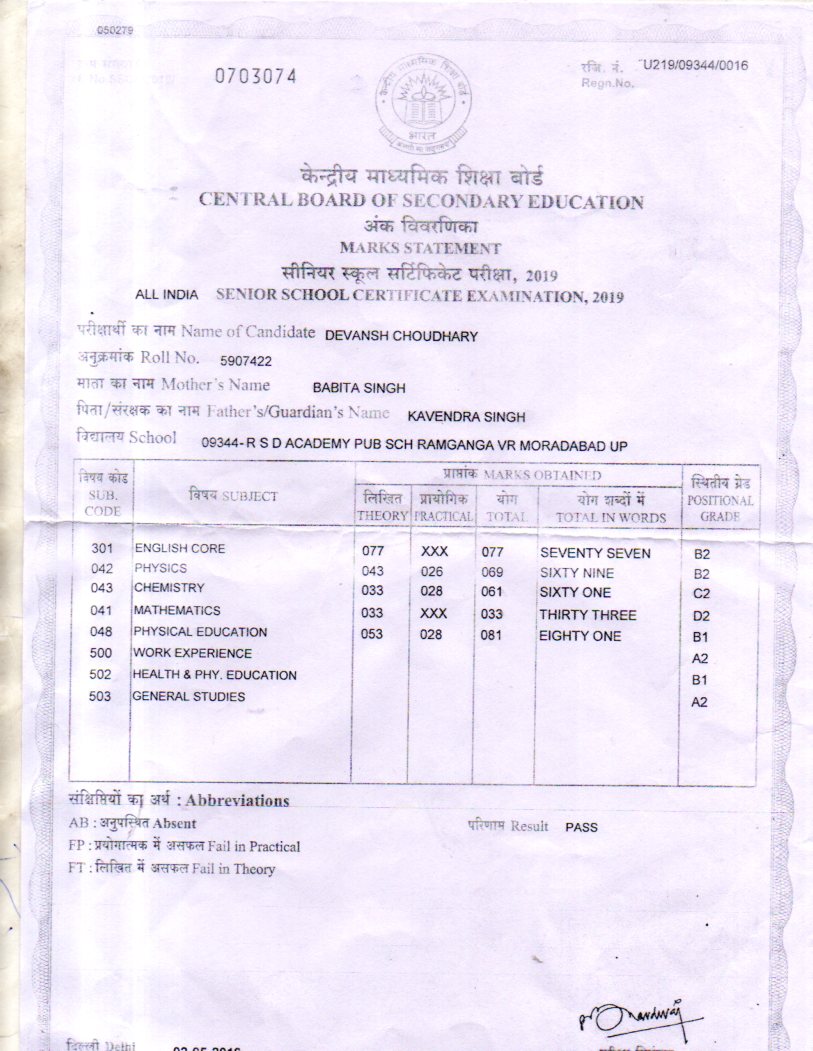 050279
0703074
रजि. नं. U219/09344/0016
Regn.No.
भारत
केन्द्रीय माध्यमिक शिक्षा बोर्ड
CENTRAL BOARD OF SECONDARY EDUCATION
अंक विवरणिका
MARKS STATEMENT
सीनियर स्कूल सर्टिफिकेट परीक्षा, 2019
ALL INDIA SENIOR SCHOOL CERTIFICATE EXAMINATION, 2019
परीक्षार्थी का नाम Name of Candidate DEVANSH CHOUDHARY
अनुक्रमांक Roll No. 5907422
माता का नाम Mother's Name BABITA SINGH
पिता/संरक्षक का नाम Father's/Guardian's Name KAVENDRA SINGH
विद्यालय School 09344- R S D ACADEMY PUB SCH RAMGANGA VR MORADABAD UP
विषय कोड SUB. CODE विषय SUBJECT प्राप्तांक MARKS OBTAINED स्थितीय ग्रेड POSITIONAL GRADE
लिखित THEORY प्रायोगिक PRACTICAL योग TOTAL योग शब्दों में TOTAL IN WORDS
301 ENGLISH CORE 077 XXX 077 SEVENTY SEVEN B2
042 PHYSICS 043 026 069 SIXTY NINE B2
043 CHEMISTRY 033 028 061 SIXTY ONE C2
041 MATHEMATICS 033 XXX 033 THIRTY THREE D2
048 PHYSICAL EDUCATION 053 028 081 EIGHTY ONE B1
500 WORK EXPERIENCE A2
502 HEALTH & PHY. EDUCATION B1
503 GENERAL STUDIES A2
संक्षिप्तियों का अर्थ : Abbreviations
AB : अनुपस्थित Absent
परिणाम Result PASS
FP : प्रयोगात्मक में असफल Fail in Practical
FT : लिखित में असफल Fail in Theory
दिल्ली Delhi